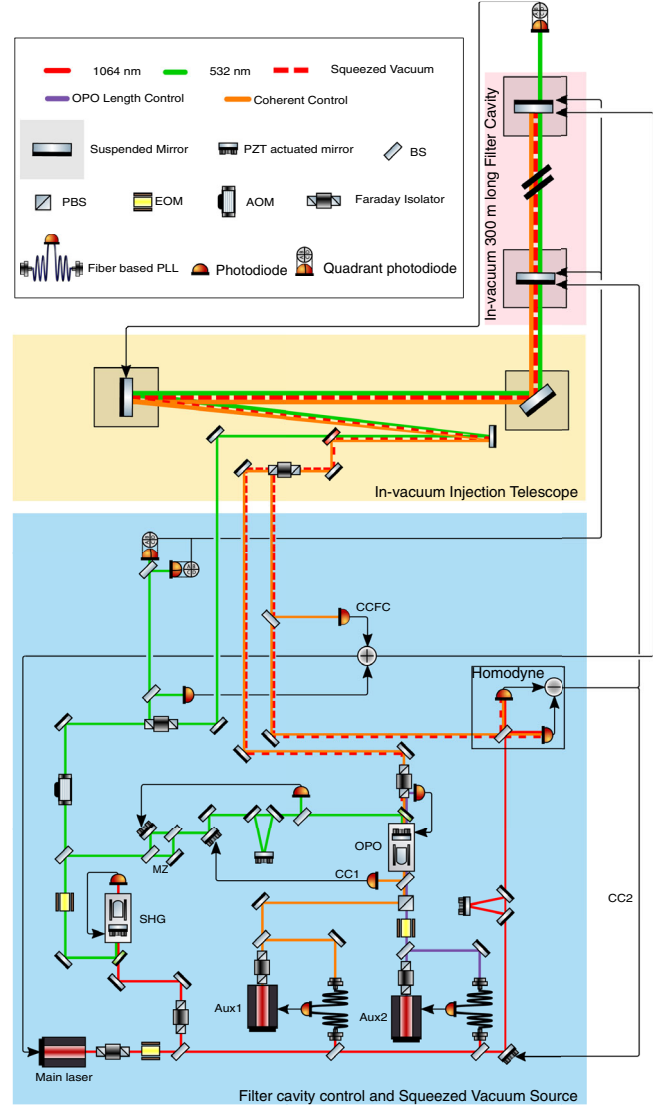 1064 nm
532 nm
Squeezed Vacuum
OPO Length Control
Coherent Control
Suspended Mirror
PZT actuated mirror
BS
PBS
EOM
AOM
Faraday Isolator
Fiber based PLL
Photodiode
Quadrant photodiode
In-vacuum 300 m long Filter Cavity
In-vacuum Injection Telescope
CCFC
Homodyne
OPO
MZ
CC1
SHG
CC2
Aux1
Aux2
Main laser
Filter cavity control and Squeezed Vacuum Source